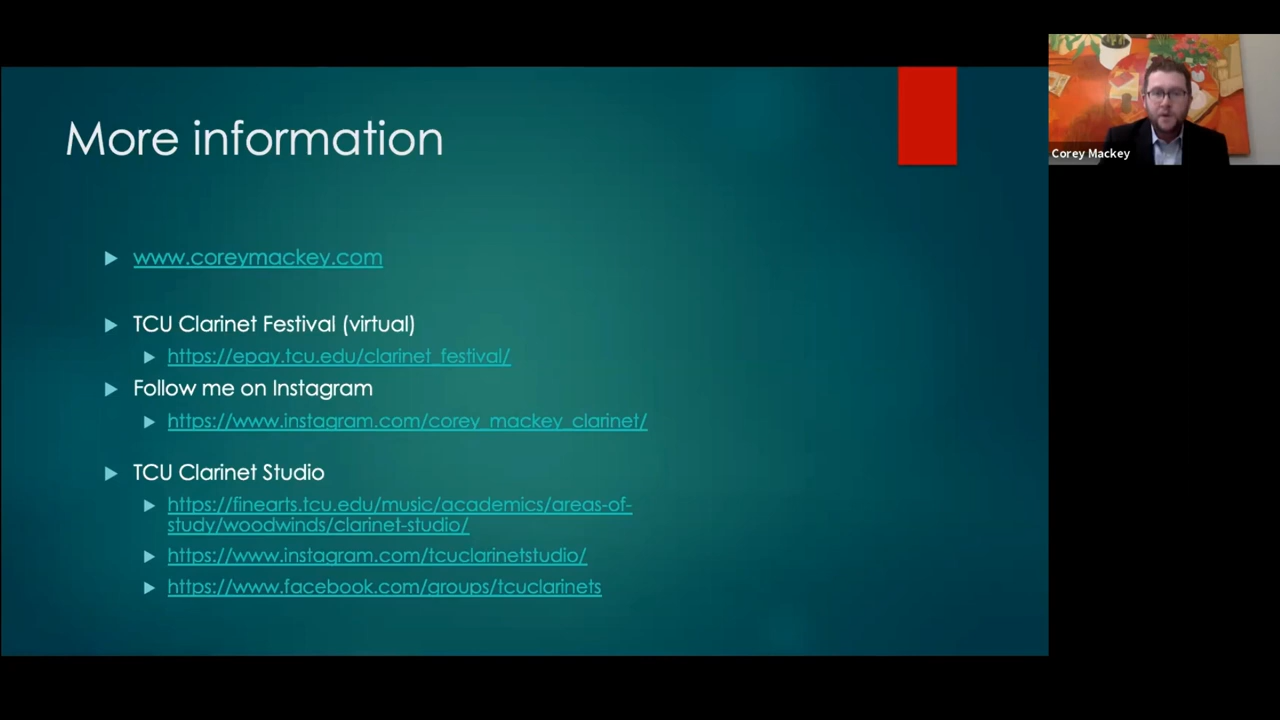 More information
www.coreymackey.com
TCU Clarinet Festival (virtual)
https://epay.tcu.edu/clarinet_festival/
Follow me on Instagram
https://www.instagram.com/corey_mackey_clarinet/
TCU Clarinet Studio
https://finearts.tcu.edu/music/academics/areas-of-
study/woodwinds/clarinet-studio/
https://www.instagram.com/tcuclarinetstudio/
https://www.facebook.com/groups/tcuclarinets
Corey Mackey